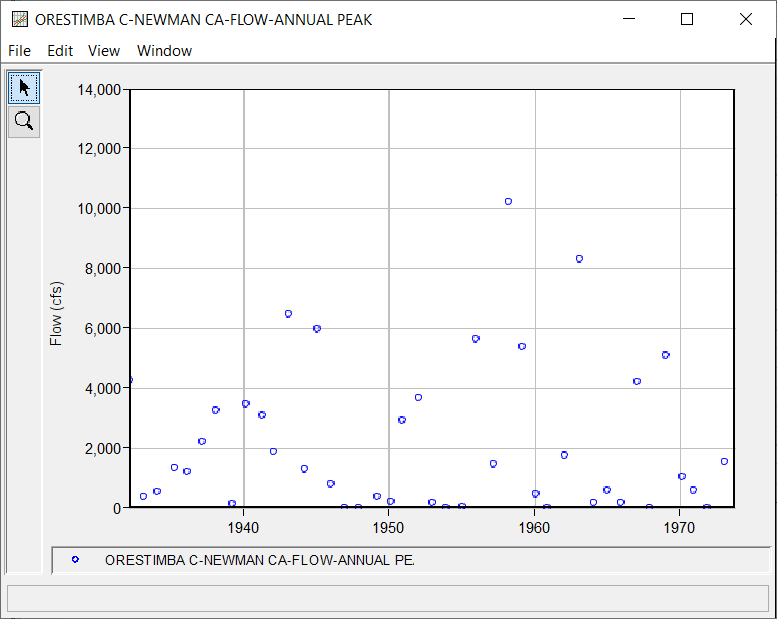 ORESTIMBA C-NEWMAN CA-FLOW-ANNUAL PEAK
File Edit View Window
14,000
12,000
10,000
8,000
6,000
4,000
2,000
0
Flow (cfs)
1940 1950 1960 1970
ORESTIMBA C-NEWMAN CA-FLOW-ANNUAL PE.